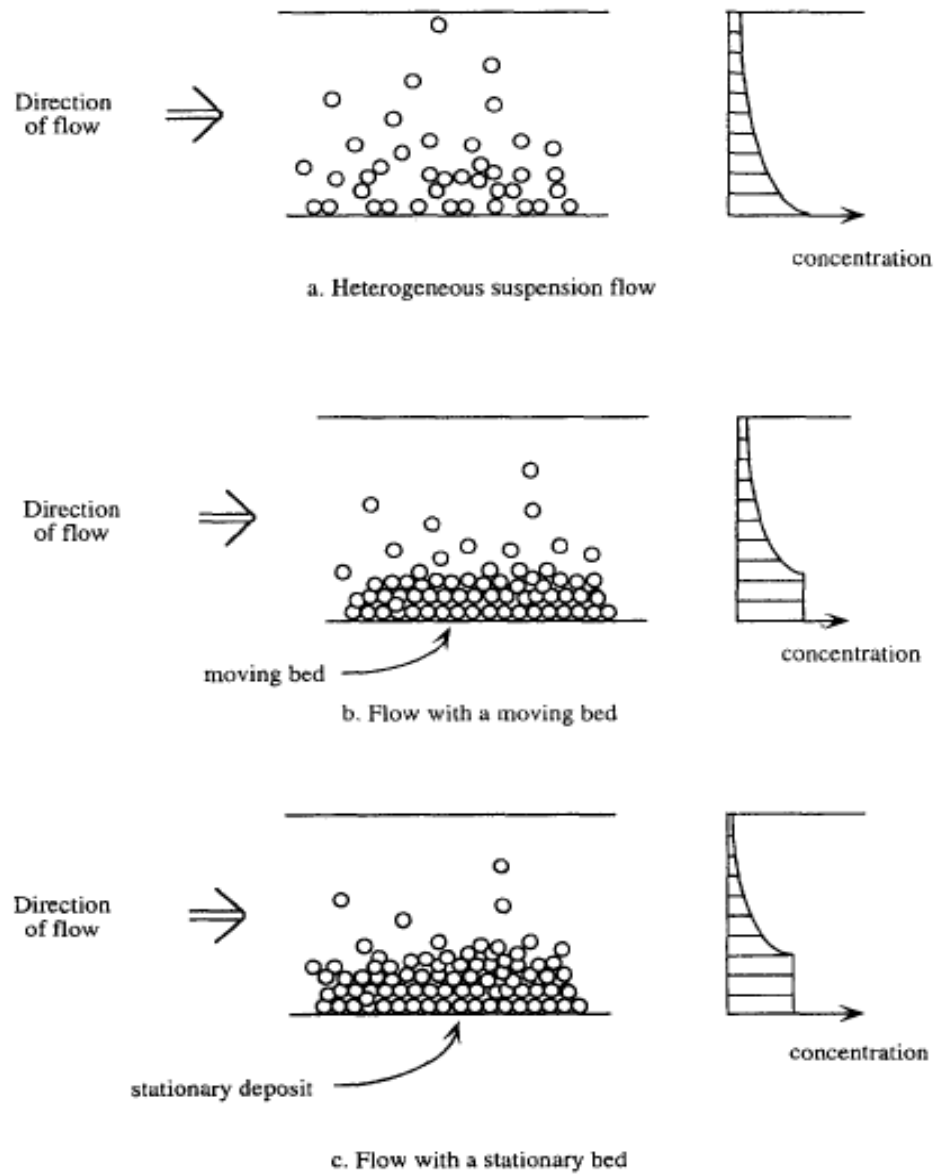 Direction
of flow
concentration
a. Heterogeneous suspension flow
Direction
of flow
moving bed
concentration
b. Flow with a moving bed
Direction
of flow
stationary deposit
concentration
c. Flow with a stationary bed